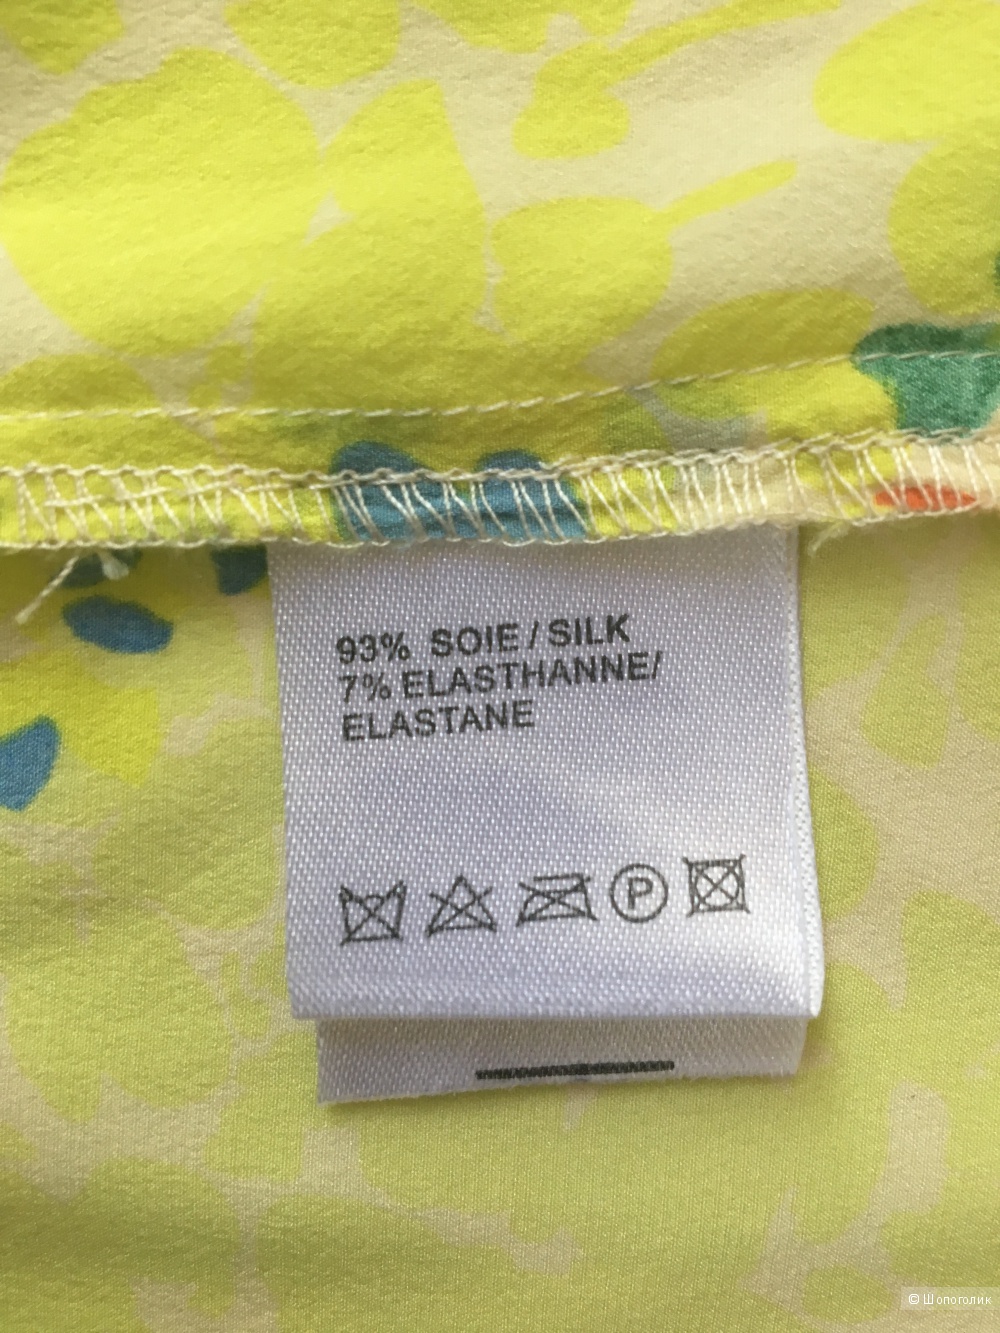 93% SOIE / SILK
7% ELASTHANNE/
ELASTANE
P
© Шопоголик